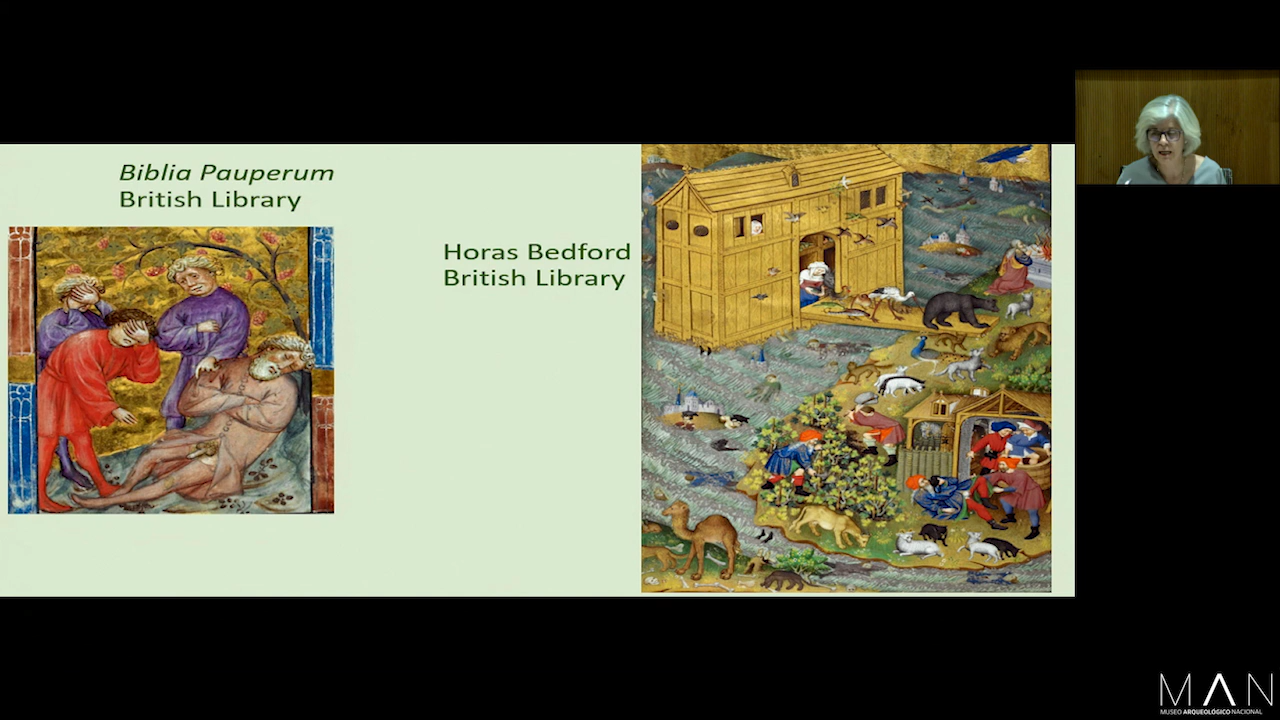 Biblia Pauperum
British Library
Horas Bedford
British Library
MAN
MUSEO ARQUEOLÓGICO NACIONAL